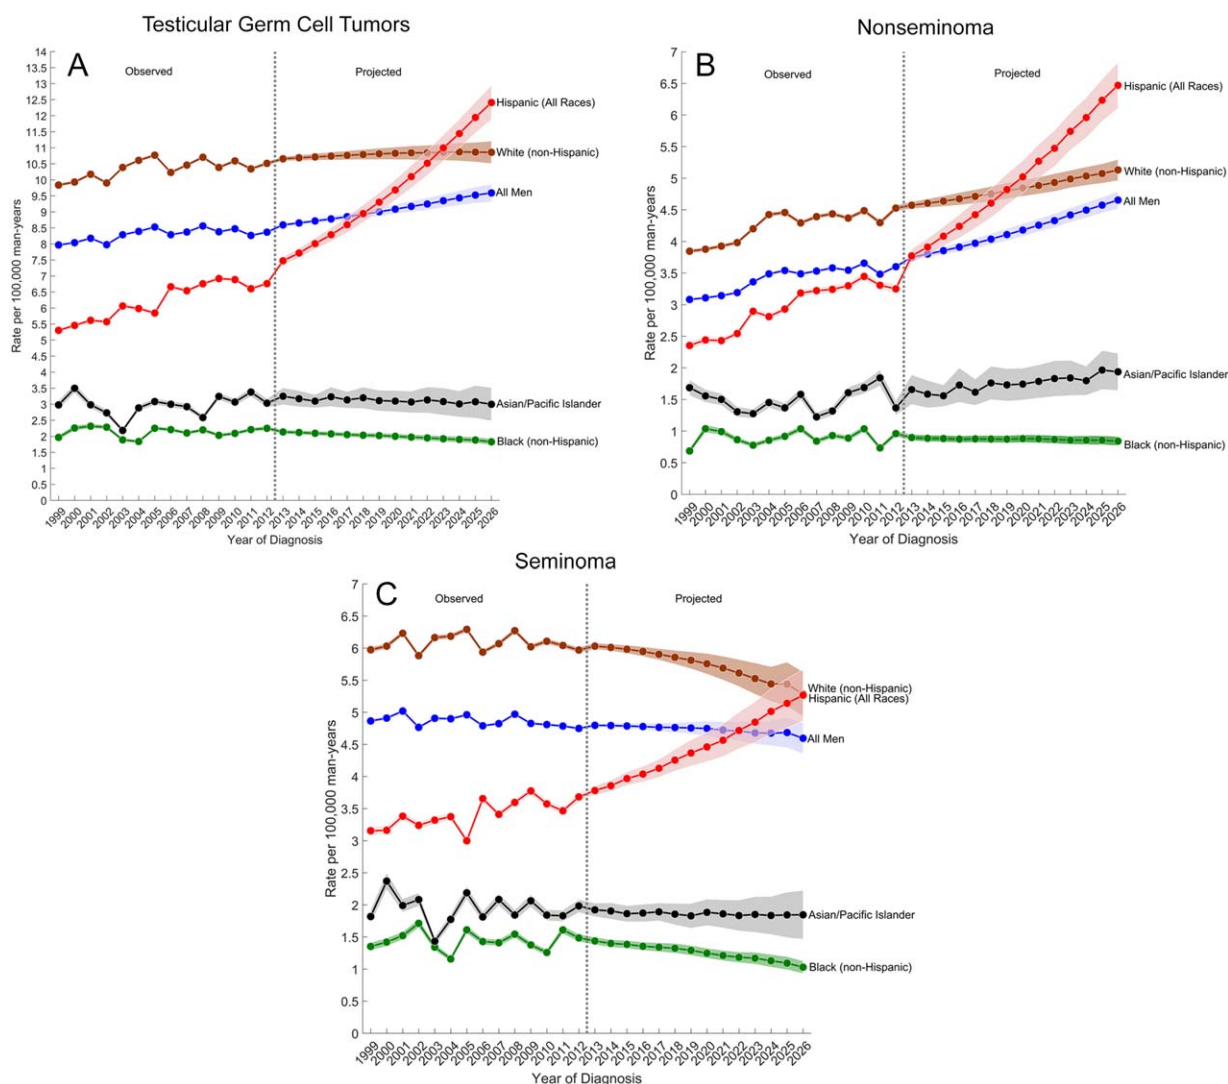 Testicular Germ Cell Tumors
A
Observed
Projected
Rate per 100,000 man-years
14
13.5
13
12.5
12
11.5
11
10.5
10
9.5
9
8.5
8
7.5
7
6.5
6
5.5
5
4.5
4
3.5
3
2.5
2
1.5
1
0.5
0
Hispanic (All Races)
White (non-Hispanic)
All Men
Asian/Pacific Islander
Black (non-Hispanic)
1999 2000 2001 2002 2003 2004 2005 2006 2007 2008 2009 2010 2011 2012 2013 2014 2015 2016 2017 2018 2019 2020 2021 2022 2023 2024 2025 2026
Year of Diagnosis
Nonseminoma
B
Observed
Projected
Rate per 100,000 man-years
7
6.5
6
5.5
5
4.5
4
3.5
3
2.5
2
1.5
1
0.5
0
Hispanic (All Races)
White (non-Hispanic)
All Men
Asian/Pacific Islander
Black (non-Hispanic)
1999 2000 2001 2002 2003 2004 2005 2006 2007 2008 2009 2010 2011 2012 2013 2014 2015 2016 2017 2018 2019 2020 2021 2022 2023 2024 2025 2026
Year of Diagnosis
Seminoma
C
Observed
Projected
Rate per 100,000 man-years
7
6.5
6
5.5
5
4.5
4
3.5
3
2.5
2
1.5
1
0.5
0
White (non-Hispanic)
Hispanic (All Races)
All Men
Asian/Pacific Islander
Black (non-Hispanic)
1999 2000 2001 2002 2003 2004 2005 2006 2007 2008 2009 2010 2011 2012 2013 2014 2015 2016 2017 2018 2019 2020 2021 2022 2023 2024 2025 2026
Year of Diagnosis